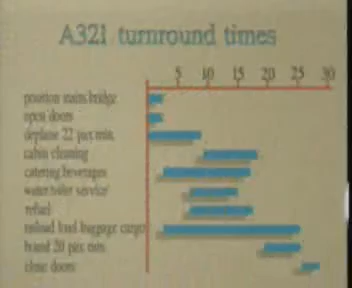 A321 turnround times
5 10 15 20 25 30
position stairs/bridge
open doors
deplane 22 pax min.
cabin cleaning
catering beverages
water/toilet service
refuel
unload load baggage cargo
board 20 pax min
close doors